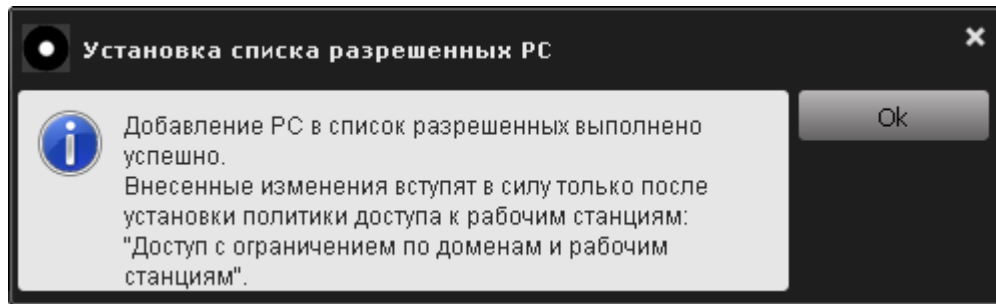 Установка списка разрешенных РС
Добавление РС в список разрешенных выполнено
успешно.
Внесенные изменения вступят в силу только после
установки политики доступа к рабочим станциям:
"Доступ с ограничением по доменам и рабочим
станциям".
Ok